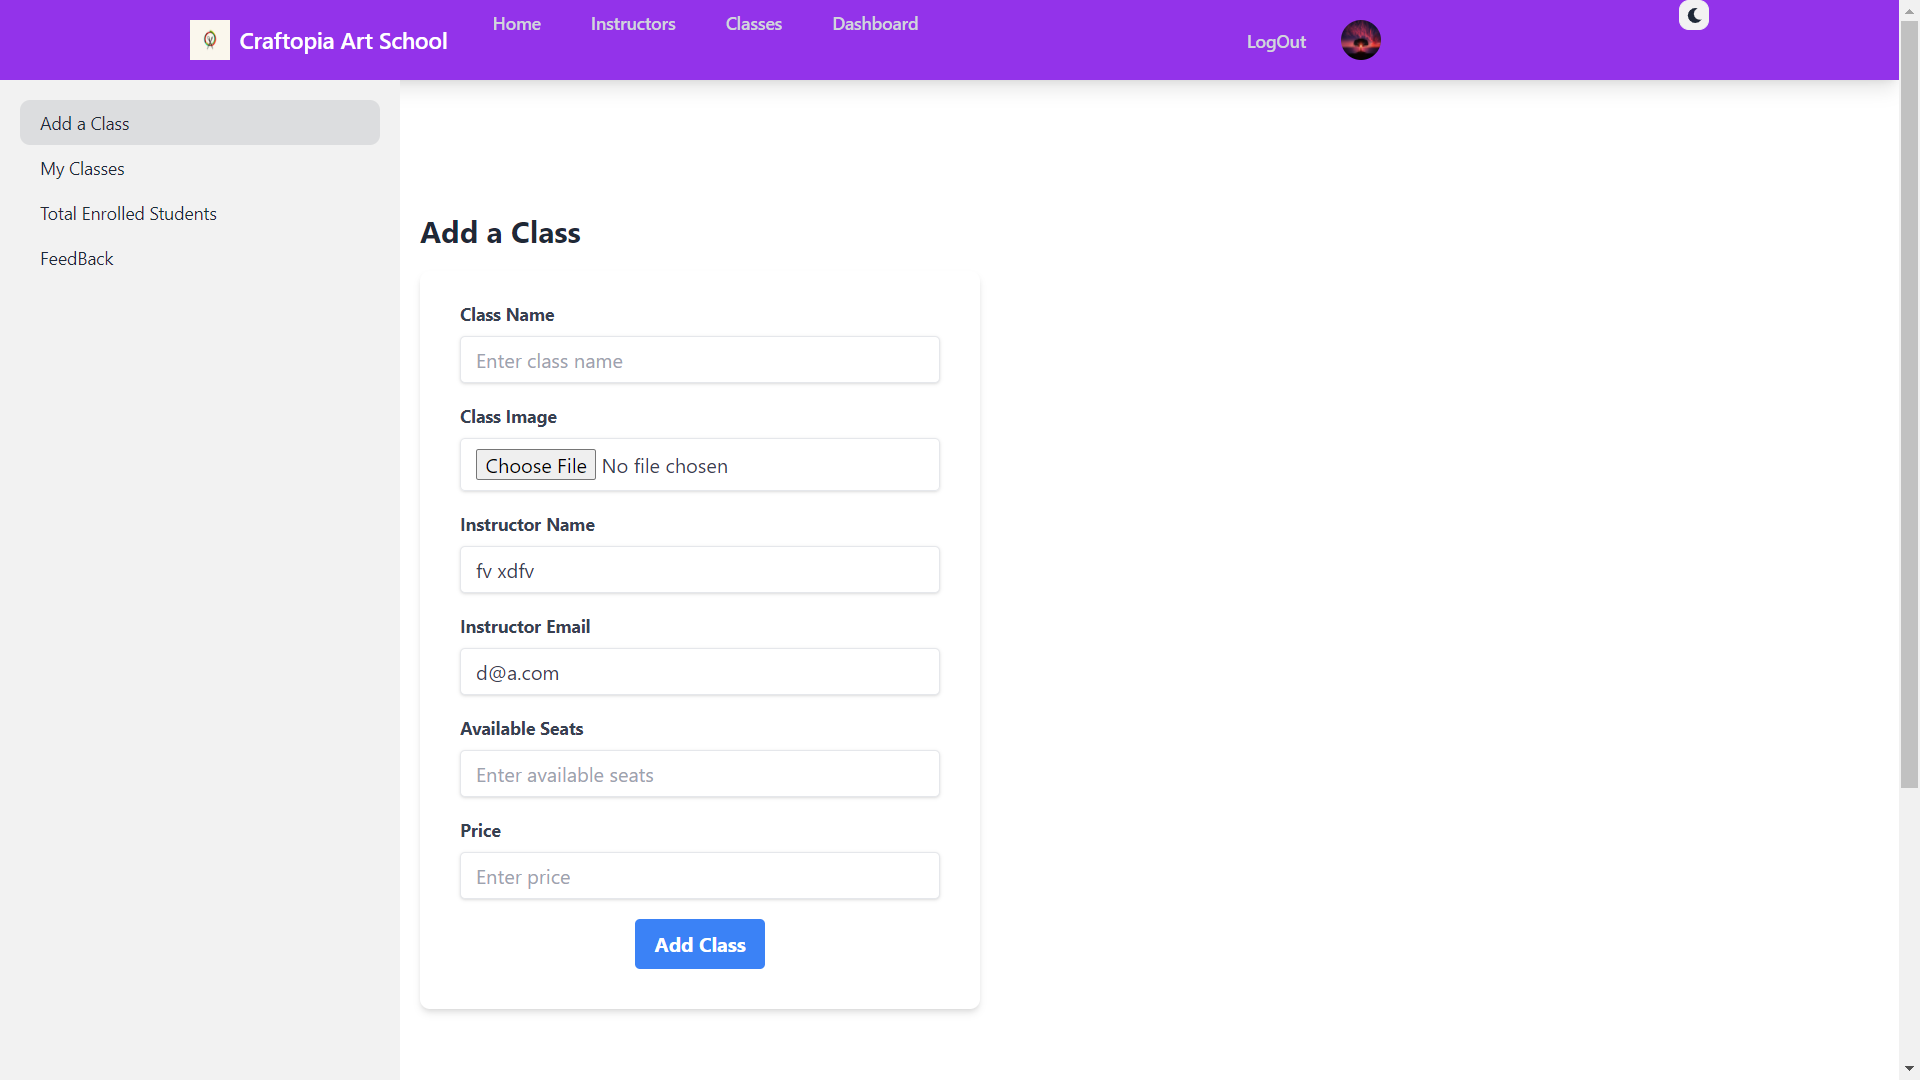 Craftopia Art School
Home
Instructors
Classes
Dashboard
LogOut
Add a Class
My Classes
Total Enrolled Students
FeedBack
Add a Class
Class Name
Enter class name
Class Image
Choose File No file chosen
Instructor Name
fv xdfv
Instructor Email
d@a.com
Available Seats
Enter available seats
Price
Enter price
Add Class